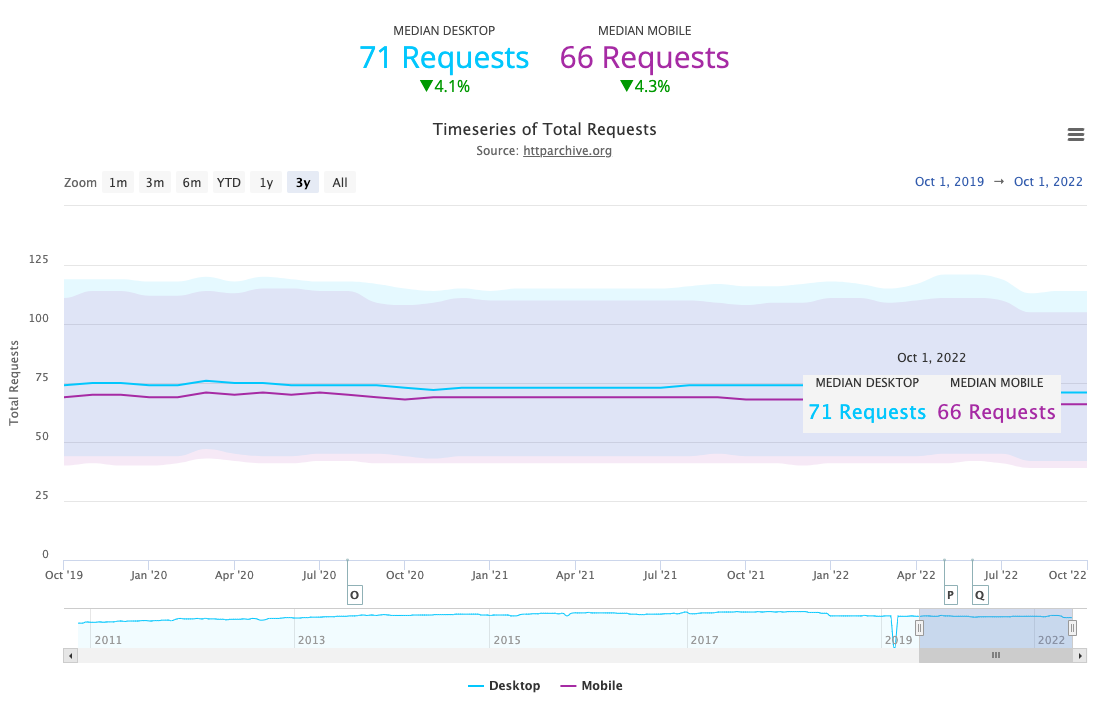 MEDIAN DESKTOP MEDIAN MOBILE
71 Requests 66 Requests
▼4.1% ▼4.3%
Timeseries of Total Requests
Source: httparchive.org
Zoom 1m 3m 6m YTD 1y 3y All Oct 1, 2019 → Oct 1, 2022
125
100
75
50
25
0
Total Requests
Oct 1, 2022
MEDIAN DESKTOP MEDIAN MOBILE
71 Requests 66 Requests
Oct '19 Jan '20 Apr '20 Jul '20 Oct '20 Jan '21 Apr '21 Jul '21 Oct '21 Jan '22 Apr '22 Jul '22 Oct '22
O P Q
2011 2013 2015 2017 2019 2022
Desktop Mobile